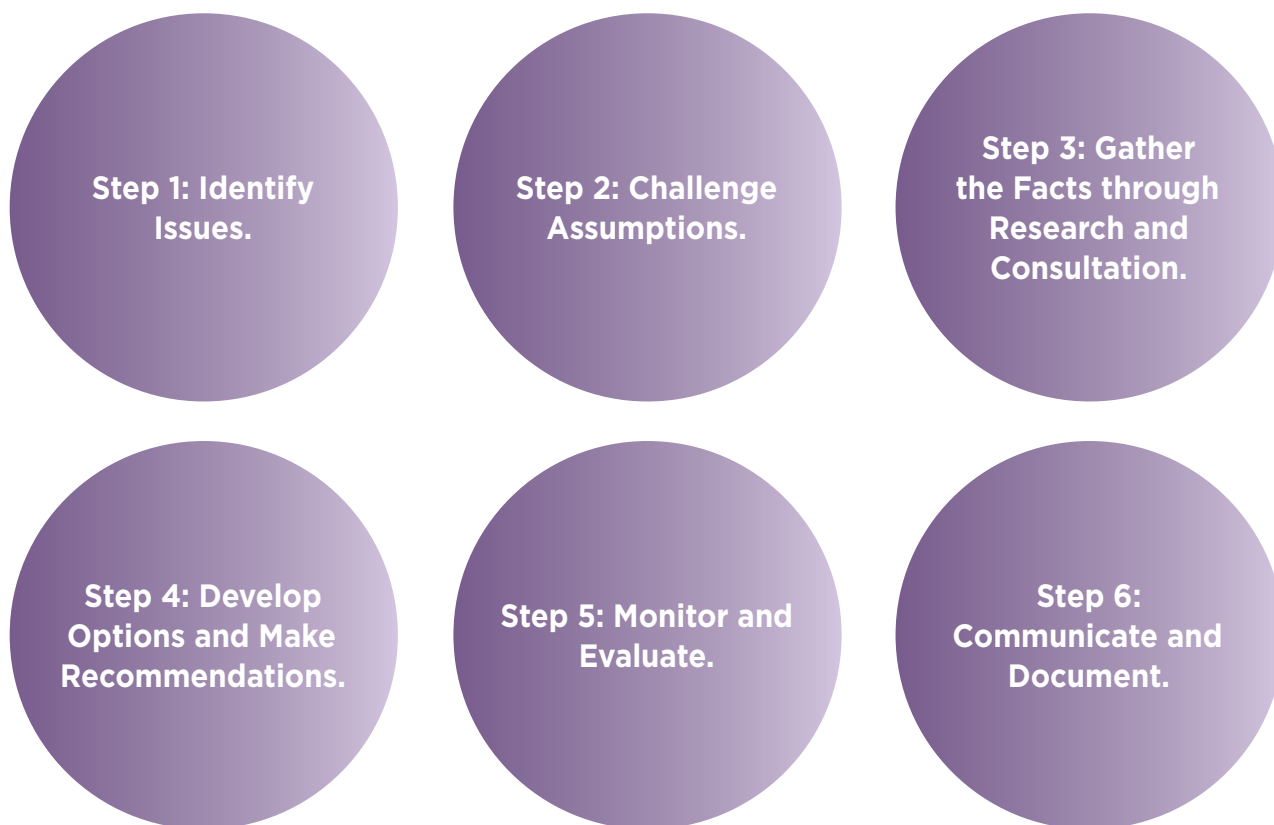 Step 1: Identify
Issues.
Step 2: Challenge
Assumptions.
Step 3: Gather
the Facts through
Research and
Consultation.
Step 4: Develop
Options and Make
Recommendations.
Step 5: Monitor and
Evaluate.
Step 6:
Communicate and
Document.